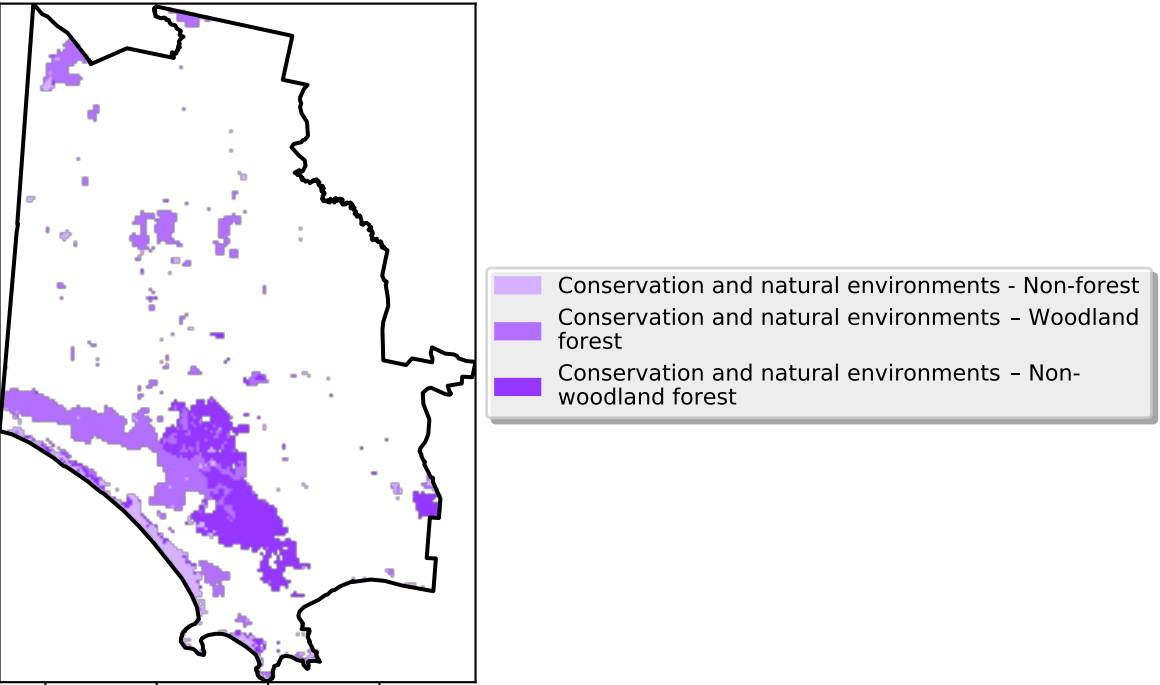 Conservation and natural environments - Non-forest
Conservation and natural environments – Woodland
forest
Conservation and natural environments – Non-
woodland forest